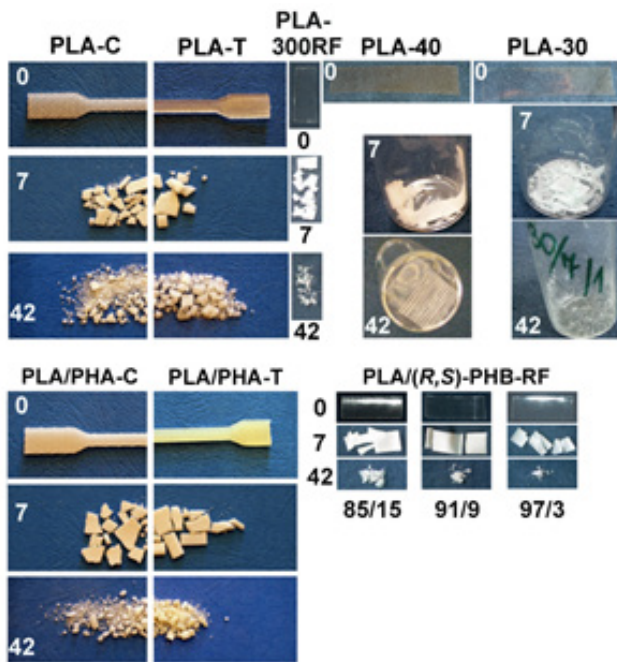 PLA-C PLA-T PLA-300RF PLA-40 PLA-30
0 0 0
0
7 7 7
7
42 42 42
42
30/π/1
PLA/PHA-C PLA/PHA-T PLA/(R,S)-PHB-RF
0 0
7 7
42 42
85/15 91/9 97/3